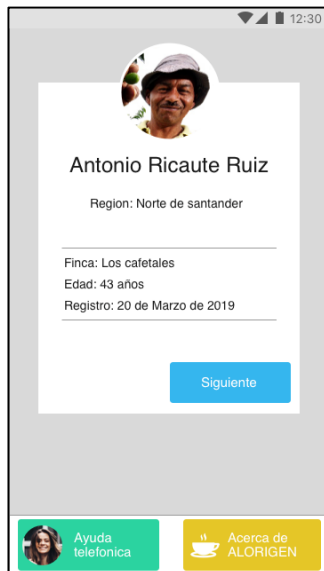 12:30
Antonio Ricaute Ruiz
Region: Norte de santander
Finca: Los cafetales
Edad: 43 años
Registro: 20 de Marzo de 2019
Siguiente
Ayuda
telefonica
Acerca de
ALORIGEN